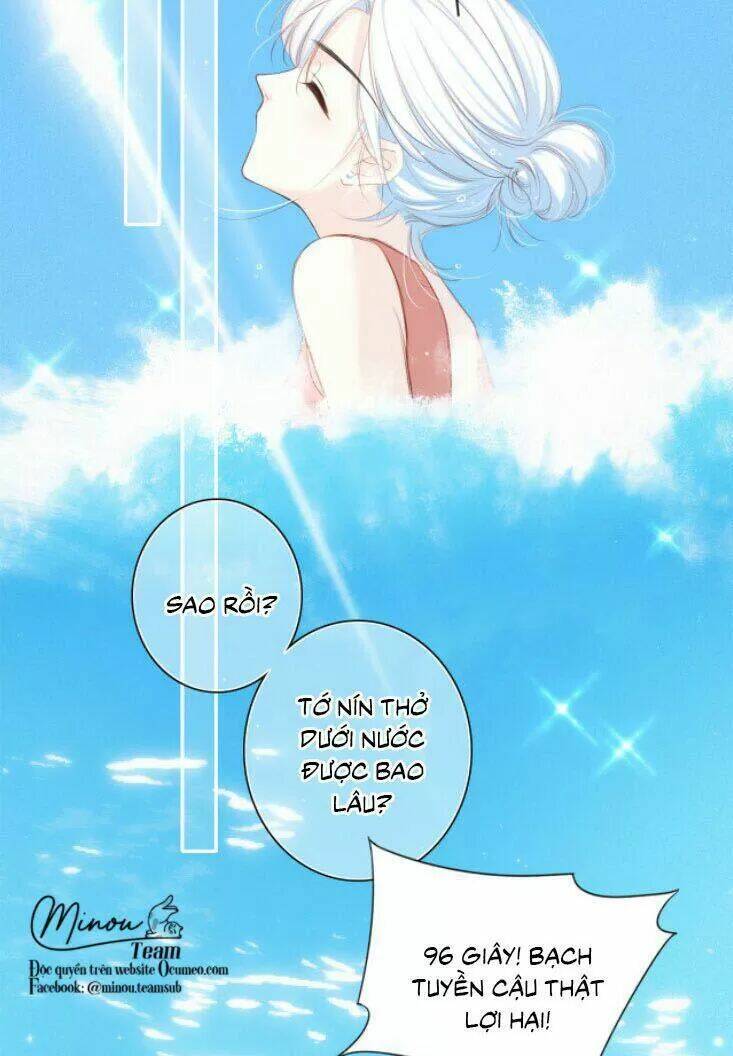 SAO RỒI?
TỚ NÍN THỞ
DƯỚI NƯỚC
ĐƯỢC BAO
LÂU?
96 GIÂY! BẠCH
TUYỀN CẬU THẬT
LỢI HẠI!
Minou
Team
Độc quyền trên website Ocumeo.com
Facebook: @minou.teamsub